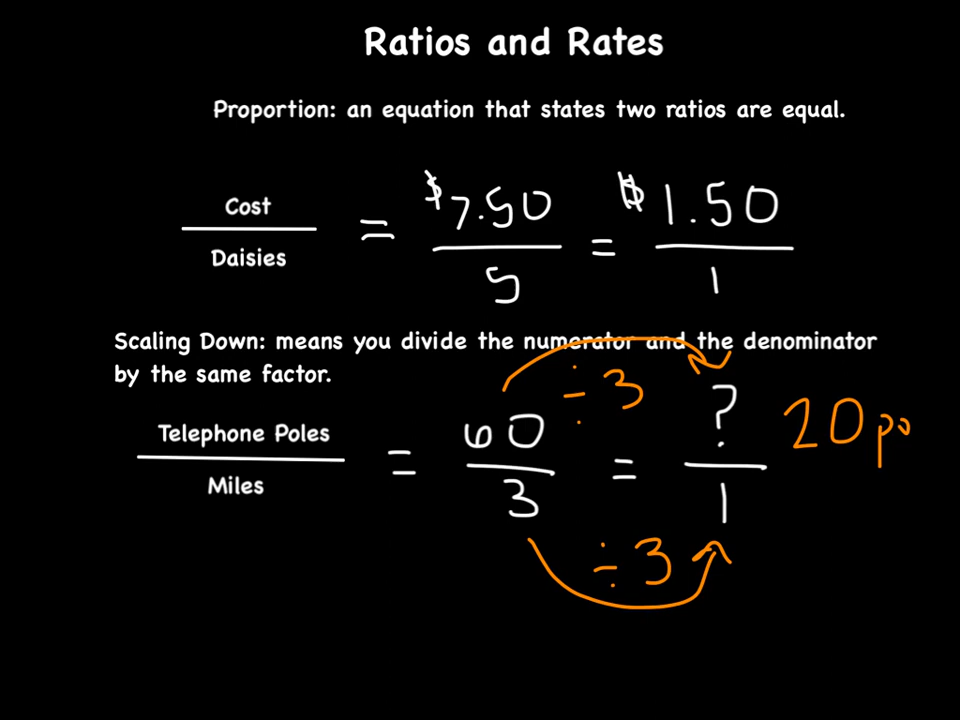 Ratios and Rates
Proportion: an equation that states two ratios are equal.
Cost
Daisies
=
$7.50
5
=
$1.50
1
Scaling Down: means you divide the numerator and the denominator
by the same factor.
÷3
Telephone Poles
Miles
=
60
3
=
?
1
20 po
÷3